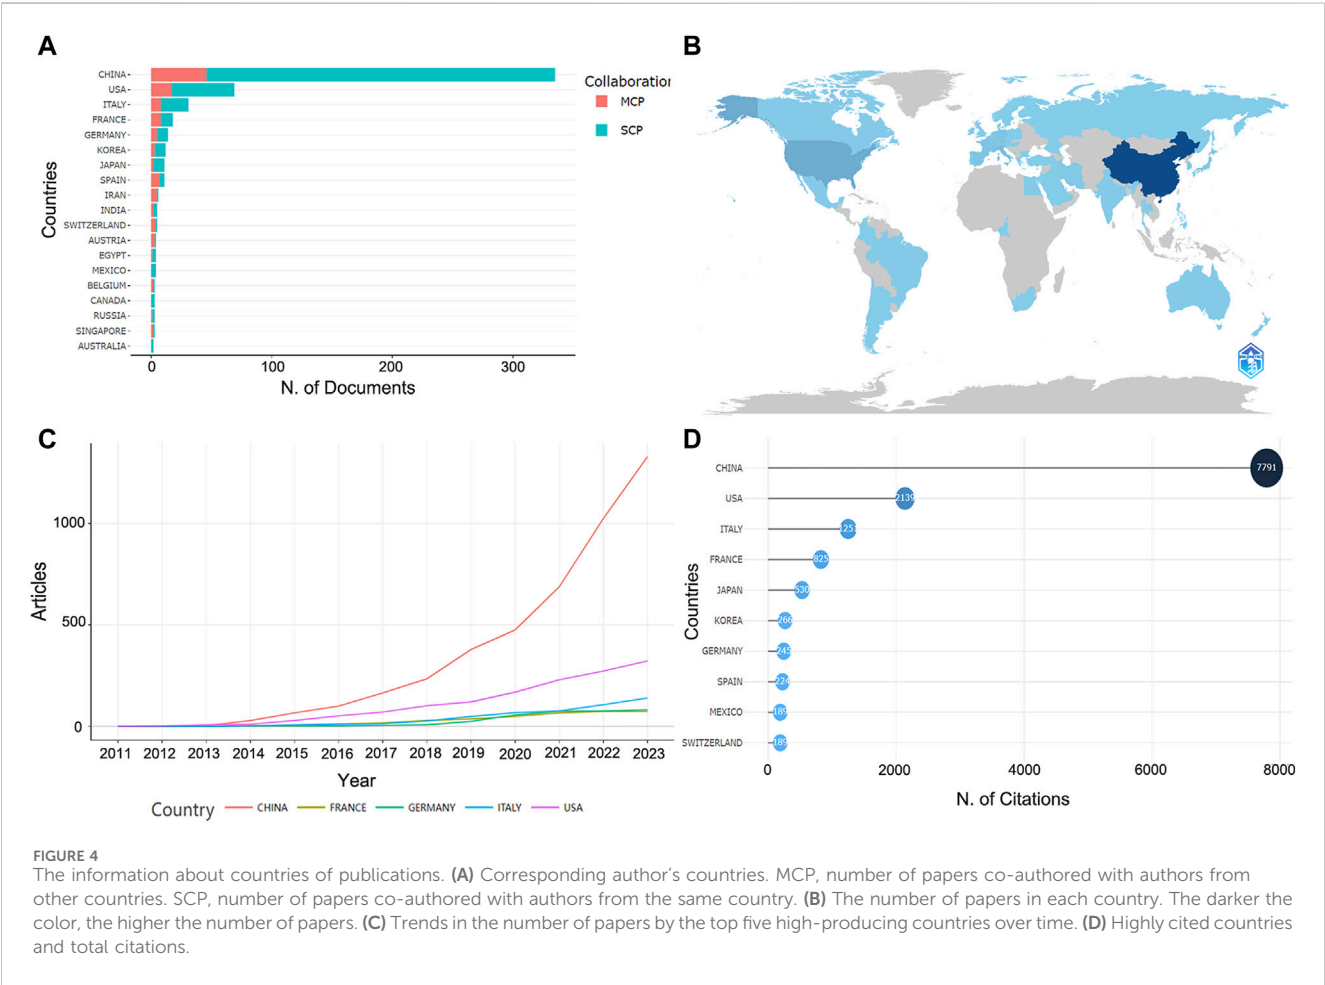 A
CHINA
USA
ITALY
FRANCE
GERMANY
KOREA
JAPAN
SPAIN
IRAN
INDIA
SWITZERLAND
AUSTRIA
EGYPT
MEXICO
BELGIUM
CANADA
RUSSIA
SINGAPORE
AUSTRALIA
Countries
0 100 200 300
N. of Documents
Collaboration
MCP
SCP
B
C
Articles
1000
500
0
2011 2012 2013 2014 2015 2016 2017 2018 2019 2020 2021 2022 2023
Year
Country CHINA FRANCE GERMANY ITALY USA
D
Countries
CHINA 7791
USA 2139
ITALY 125
FRANCE 825
JAPAN 530
KOREA 266
GERMANY 245
SPAIN 224
MEXICO 189
SWITZERLAND 189
0 2000 4000 6000 8000
N. of Citations
FIGURE 4
The information about countries of publications. (A) Corresponding author's countries. MCP, number of papers co-authored with authors from
other countries. SCP, number of papers co-authored with authors from the same country. (B) The number of papers in each country. The darker the
color, the higher the number of papers. (C) Trends in the number of papers by the top five high-producing countries over time. (D) Highly cited countries
and total citations.